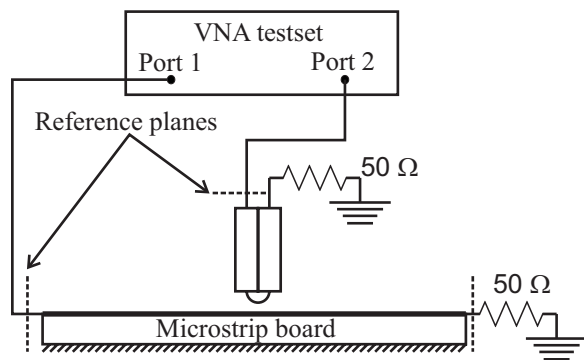 VNA testset
Port 1
Port 2
Reference planes
50 Ω
50 Ω
Microstrip board